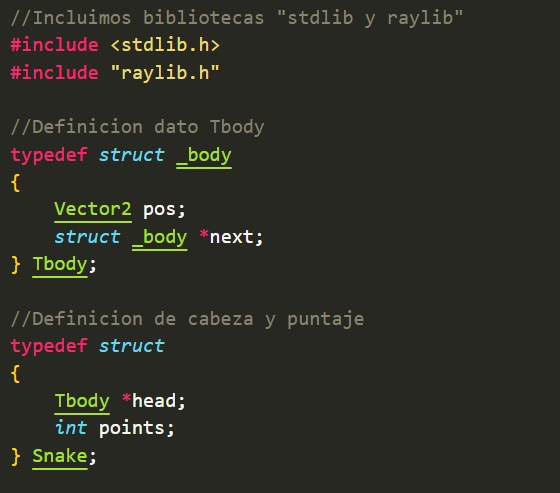 //Incluimos bibliotecas "stdlib y raylib"
#include <stdlib.h>
#include "raylib.h"
//Definicion dato Tbody
typedef struct _body
{
    Vector2 pos;
    struct _body *next;
} Tbody;
//Definicion de cabeza y puntaje
typedef struct
{
    Tbody *head;
    int points;
} Snake;